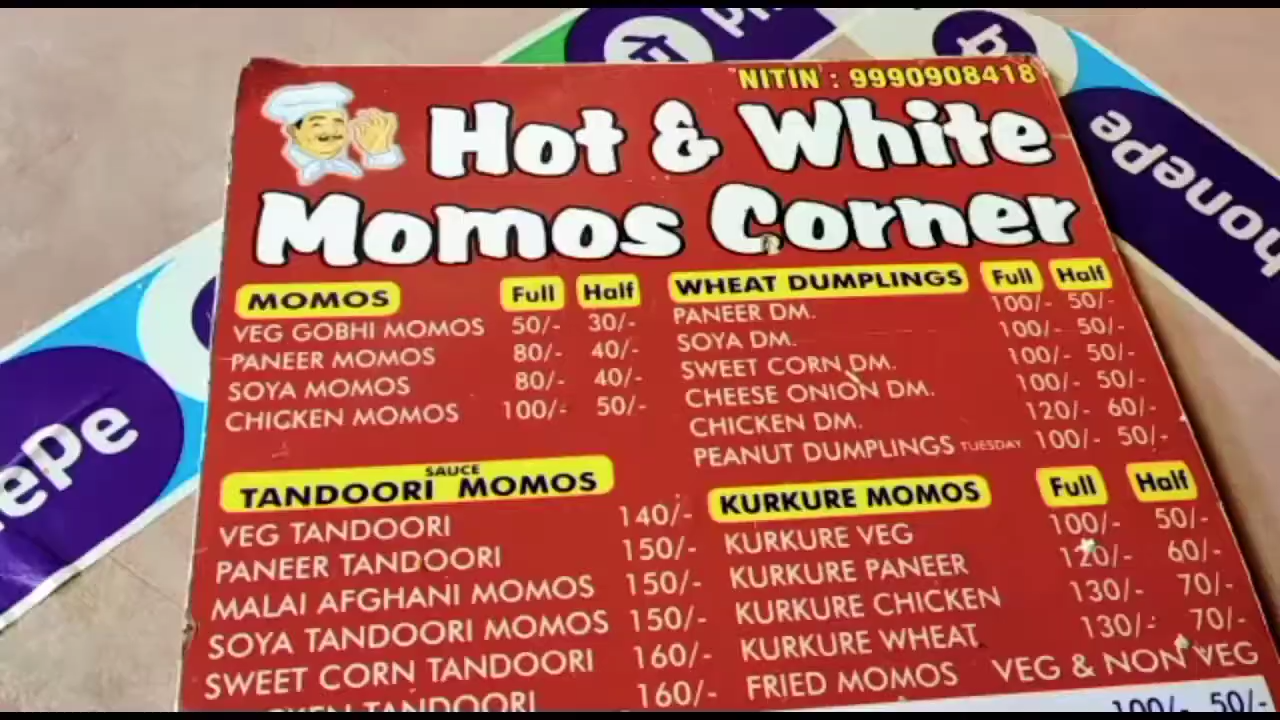 NITIN : 9990908418
Hot & White
Momos Corner
MOMOS Full Half
VEG GOBHI MOMOS 50/- 30/-
PANEER MOMOS 80/- 40/-
SOYA MOMOS 80/- 40/-
CHICKEN MOMOS 100/- 50/-
WHEAT DUMPLINGS Full Half
PANEER DM. 100/- 50/-
SOYA DM. 100/- 50/-
SWEET CORN DM. 100/- 50/-
CHEESE ONION DM. 100/- 50/-
CHICKEN DM. 120/- 60/-
PEANUT DUMPLINGS TUESDAY 100/- 50/-
SAUCE
TANDOORI MOMOS
VEG TANDOORI 140/-
PANEER TANDOORI 150/-
MALAI AFGHANI MOMOS 150/-
SOYA TANDOORI MOMOS 150/-
SWEET CORN TANDOORI 160/-
TANDOORI 160/-
KURKURE MOMOS Full Half
KURKURE VEG 100/- 50/-
KURKURE PANEER 120/- 60/-
KURKURE CHICKEN 130/- 70/-
KURKURE WHEAT 130/- 70/-
FRIED MOMOS VEG & NON VEG
100/- 50/-
ePe
honepe
पे